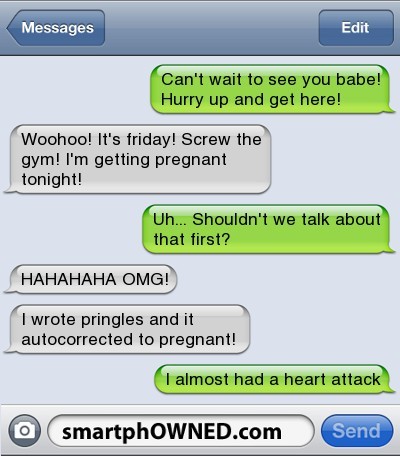 Messages
Edit
Can't wait to see you babe!
Hurry up and get here!
Woohoo! It's friday! Screw the
gym! I'm getting pregnant
tonight!
Uh... Shouldn't we talk about
that first?
HAHAHAHA OMG!
I wrote pringles and it
autocorrected to pregnant!
I almost had a heart attack
smartphOWNED.com
Send